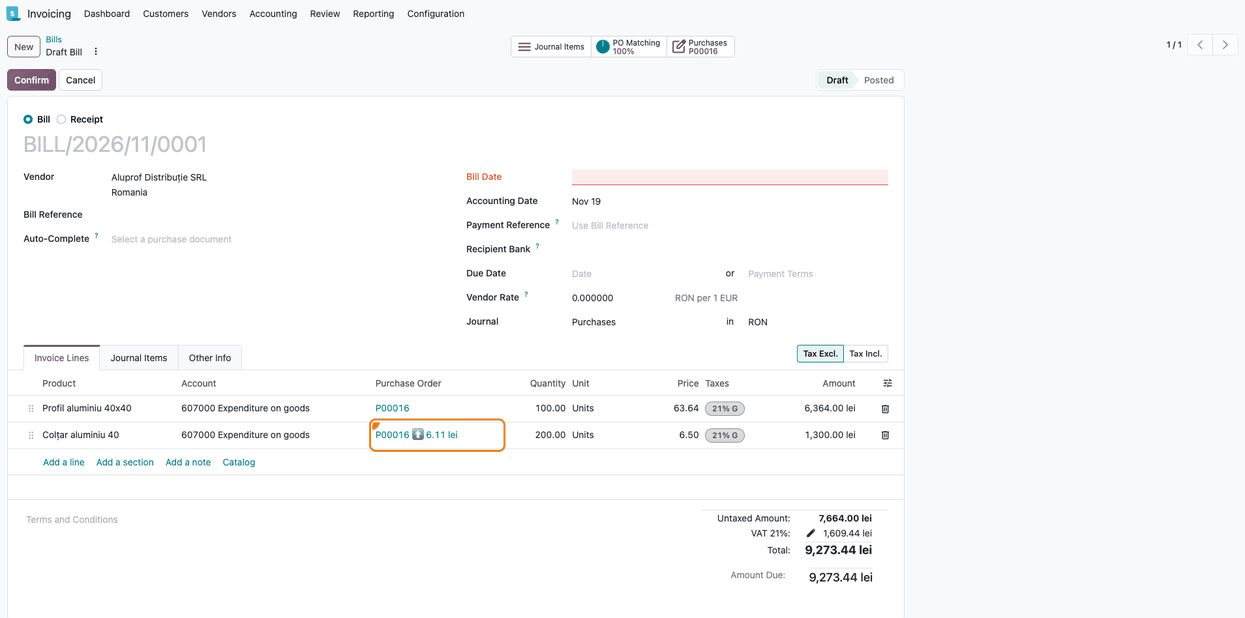 Invoicing Dashboard Customers Vendors Accounting Review Reporting Configuration
New
Bills
Draft Bill
Journal Items
PO Matching
100%
Purchases
P00016
1 / 1
Confirm Cancel
Draft Posted
Bill Receipt
BILL/2026/11/0001
Vendor Aluprof Distribuție SRL
Romania
Bill Reference
Auto-Complete ? Select a purchase document
Bill Date
Accounting Date Nov 19
Payment Reference ? Use Bill Reference
Recipient Bank ?
Due Date Date or Payment Terms
Vendor Rate ? 0.000000 RON per 1 EUR
Journal Purchases in RON
Invoice Lines Journal Items Other Info
Tax Excl. Tax Incl.
Product Account Purchase Order Quantity Unit Price Taxes Amount
Profil aluminiu 40x40 607000 Expenditure on goods P00016 100.00 Units 63.64 21% G 6,364.00 lei
Colțar aluminiu 40 607000 Expenditure on goods P00016 ⬆️ 6.11 lei 200.00 Units 6.50 21% G 1,300.00 lei
Add a line Add a section Add a note Catalog
Terms and Conditions
Untaxed Amount: 7,664.00 lei
VAT 21%: 1,609.44 lei
Total: 9,273.44 lei
Amount Due: 9,273.44 lei